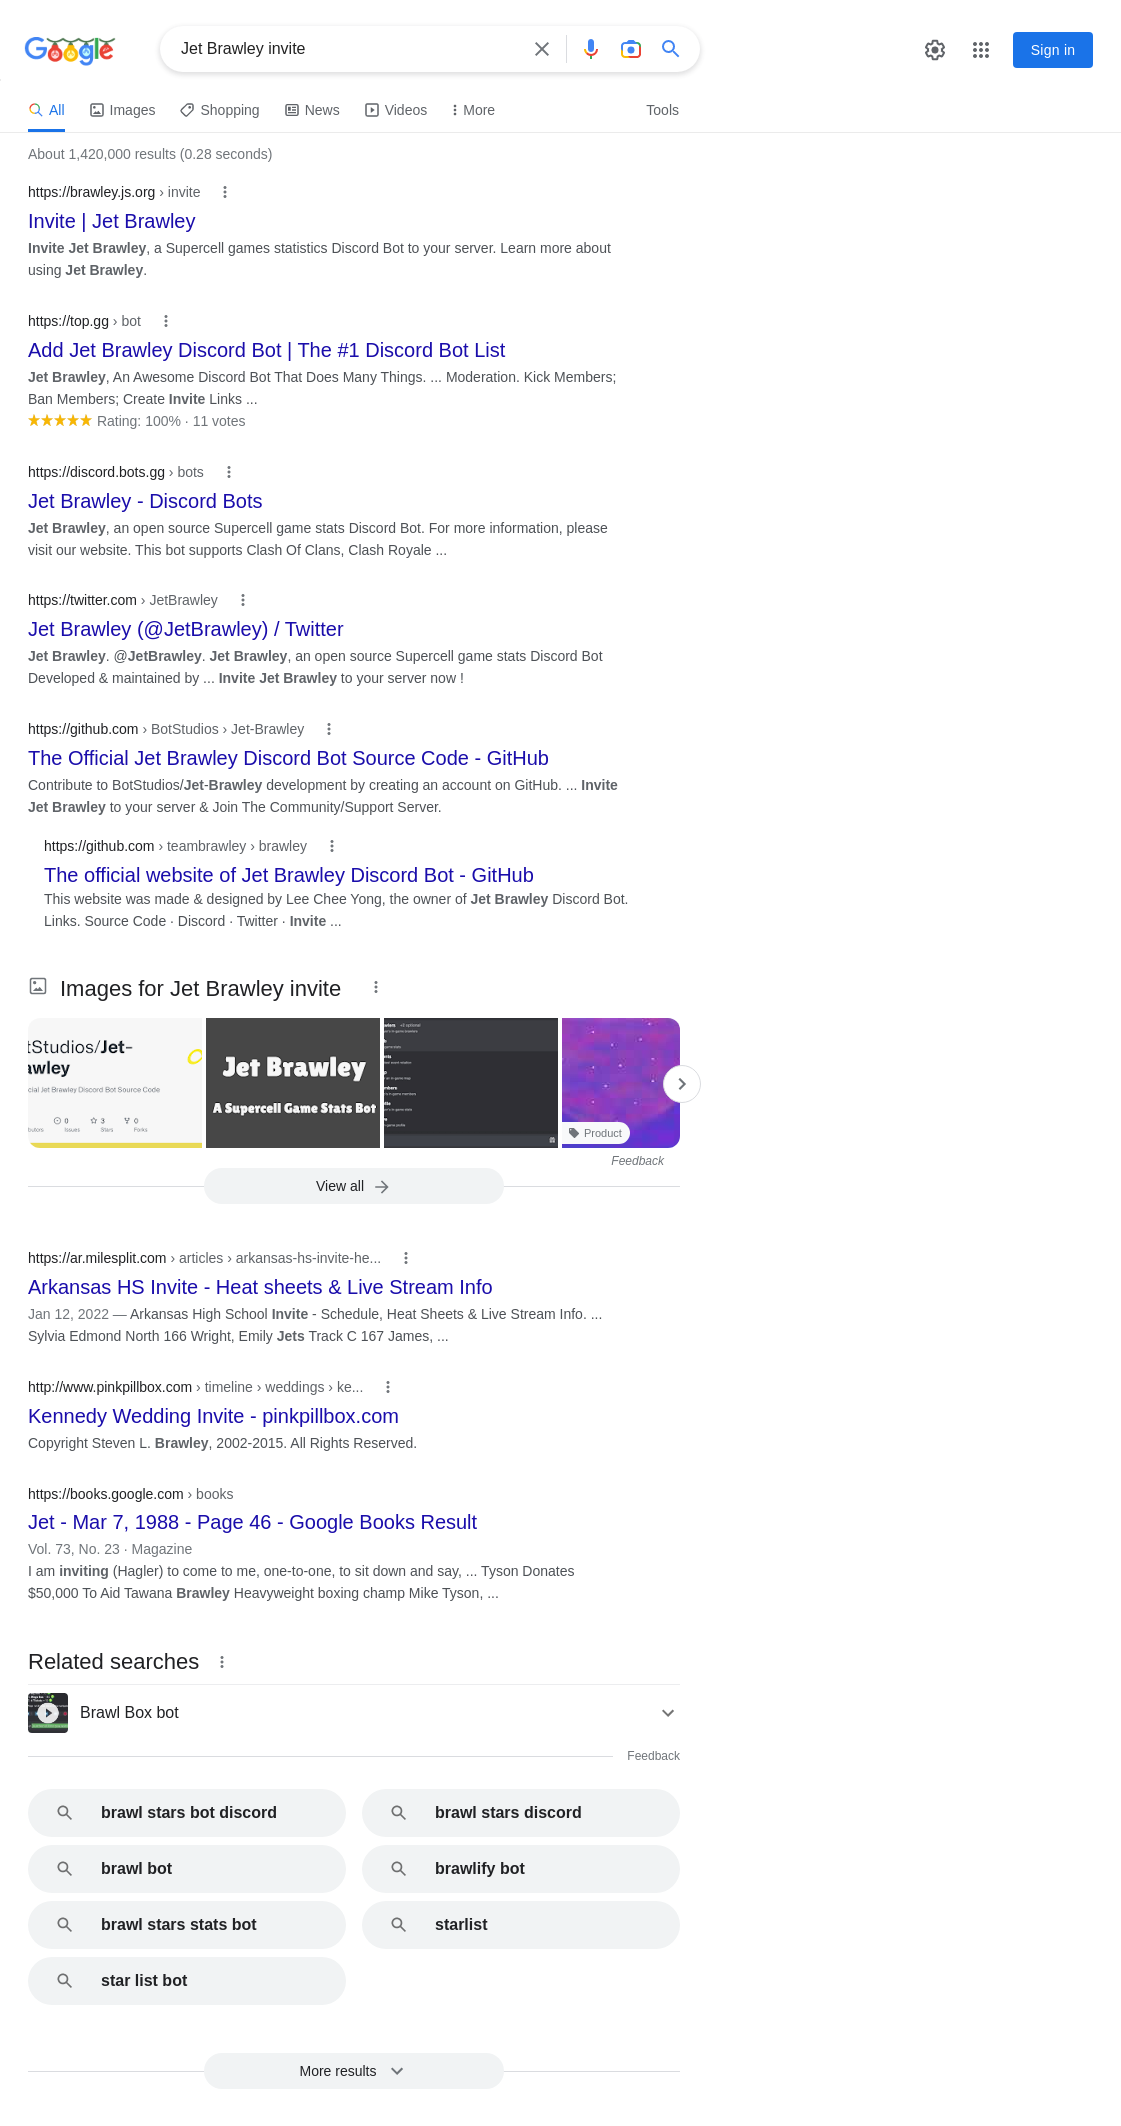 Google
Jet Brawley invite
Sign in
All Images Shopping News Videos More Tools
About 1,420,000 results (0.28 seconds)
https://brawley.js.org › invite
Invite | Jet Brawley
Invite Jet Brawley, a Supercell games statistics Discord Bot to your server. Learn more about
using Jet Brawley.
https://top.gg › bot
Add Jet Brawley Discord Bot | The #1 Discord Bot List
Jet Brawley, An Awesome Discord Bot That Does Many Things. ... Moderation. Kick Members;
Ban Members; Create Invite Links ...
Rating: 100% · 11 votes
https://discord.bots.gg › bots
Jet Brawley - Discord Bots
Jet Brawley, an open source Supercell game stats Discord Bot. For more information, please
visit our website. This bot supports Clash Of Clans, Clash Royale ...
https://twitter.com › JetBrawley
Jet Brawley (@JetBrawley) / Twitter
Jet Brawley. @JetBrawley. Jet Brawley, an open source Supercell game stats Discord Bot
Developed & maintained by ... Invite Jet Brawley to your server now !
https://github.com › BotStudios › Jet-Brawley
The Official Jet Brawley Discord Bot Source Code - GitHub
Contribute to BotStudios/Jet-Brawley development by creating an account on GitHub. ... Invite
Jet Brawley to your server & Join The Community/Support Server.
https://github.com › teambrawley › brawley
The official website of Jet Brawley Discord Bot - GitHub
This website was made & designed by Lee Chee Yong, the owner of Jet Brawley Discord Bot.
Links. Source Code · Discord · Twitter · Invite ...
Images for Jet Brawley invite
tStudios/Jet-
awley
cial Jet Brawley Discord Bot Source Code
0 3 0
Issues Stars Forks
Jet Brawley
A Supercell Game Stats Bot
Product
Feedback
View all
https://ar.milesplit.com › articles › arkansas-hs-invite-he...
Arkansas HS Invite - Heat sheets & Live Stream Info
Jan 12, 2022 — Arkansas High School Invite - Schedule, Heat Sheets & Live Stream Info. ...
Sylvia Edmond North 166 Wright, Emily Jets Track C 167 James, ...
http://www.pinkpillbox.com › timeline › weddings › ke...
Kennedy Wedding Invite - pinkpillbox.com
Copyright Steven L. Brawley, 2002-2015. All Rights Reserved.
https://books.google.com › books
Jet - Mar 7, 1988 - Page 46 - Google Books Result
Vol. 73, No. 23 · Magazine
I am inviting (Hagler) to come to me, one-to-one, to sit down and say, ... Tyson Donates
$50,000 To Aid Tawana Brawley Heavyweight boxing champ Mike Tyson, ...
Related searches
Brawl Box bot
Feedback
brawl stars bot discord
brawl stars discord
brawl bot
brawlify bot
brawl stars stats bot
starlist
star list bot
More results